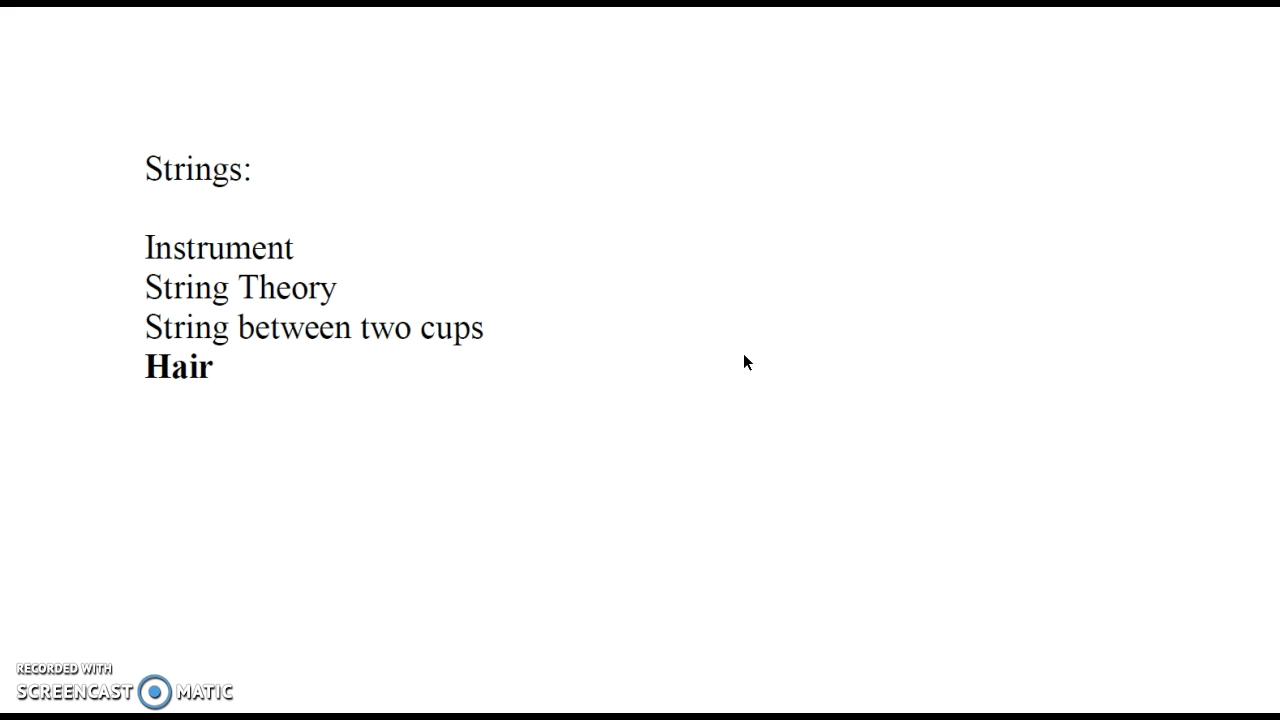 Strings:
Instrument
String Theory
String between two cups
Hair
RECORDED WITH
SCREENCAST MATIC